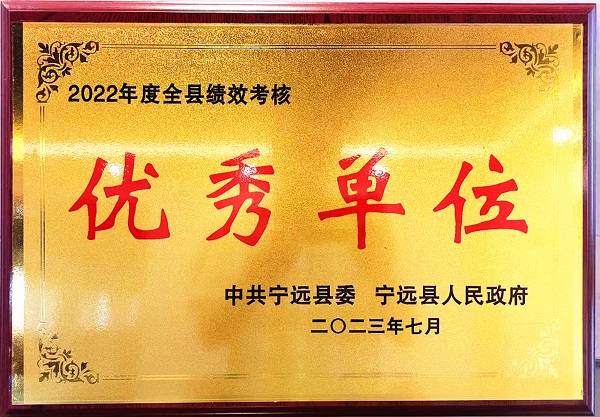 2022年度全县绩效考核
优秀单位
中共宁远县委 宁远县人民政府
二〇二三年七月